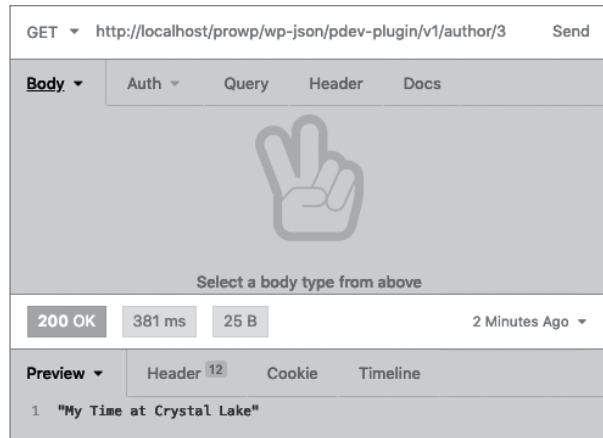 GET http://localhost/prowp/wp-json/pdev-plugin/v1/author/3 Send
Body Auth Query Header Docs
Select a body type from above
200 OK 381 ms 25 B 2 Minutes Ago
Preview Header 12 Cookie Timeline
1 "My Time at Crystal Lake"